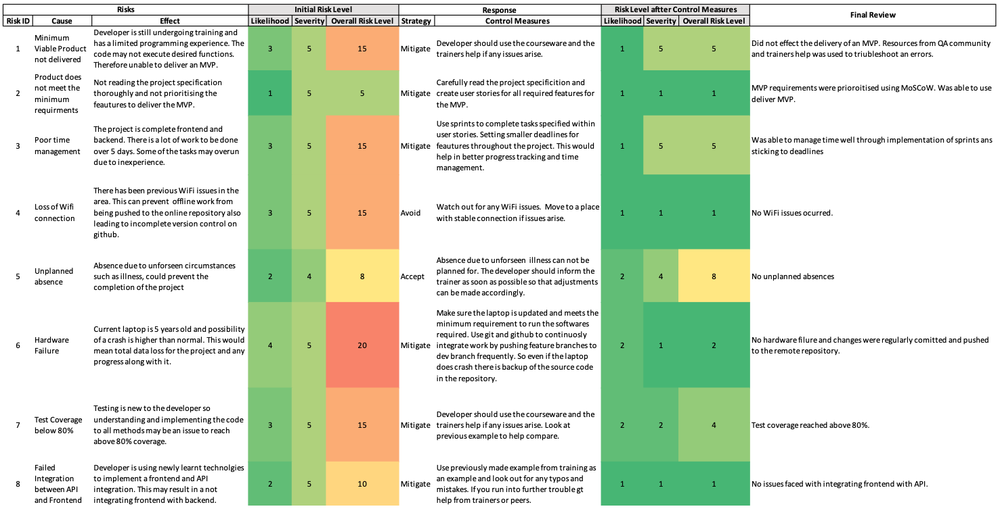 Risks Initial Risk Level Response Risk Level aftter Control Measures Final Review
Risk ID Cause Effect Likelihood Severity Overall Risk Level Strategy Control Measures Likelihood Severity Overall Risk Level
1
Minimum
Viable Product
not delivered
Developer is still undergoing training and
has a limited programming experience. The
code may not execute desired functions.
Therefore unable to deliver an MVP.
3 5 15
Mitigate
Developer should use the courseware and the
trainers help if any issues arise.
1 5 5
Did not effect the delivery of an MVP. Resources from QA community
and trainers help was used to triubleshoot an errors.
2
Product does
not meet the
minimum
requirments
Not reading the project specification
thoroughly and not prioritising the
feautures to deliver the MVP.
1 5 5
Mitigate
Carefully read the project specificition and
create user stories for all required features for
the MVP.
1 1 1
MVP requirements were prioroitised using MoSCoW. Was able to use
deliver MVP.
3
Poor time
management
The project is complete frontend and
backend. There is a lot of work to be done
over 5 days. Some of the tasks may overun
due to inexperience.
3 5 15
Mitigate
Use sprints to complete tasks specified within
user stories. Setting smaller deadlines for
feautures throughout the project. This would
help in better progress tracking and time
management.
1 5 5
Was able to manage time well through implementation of sprints ans
sticking to deadlines
4
Loss of Wifi
connection
There has been previous WiFi issues in the
area. This can prevent offline work from
being pushed to the online repository also
leading to incomplete version control on
github.
3 5 15
Avoid
Watch out for any WiFi issues. Move to a place
with stable connection if issues arise.
1 1 1
No WiFi issues ocurred.
5
Unplanned
absence
Absence due to unforseen circumstances
such as illness, could prevent the
completion of the project
2 4 8
Accept
Absence due to unforseen illness can not be
planned for. The developer should inform the
trainer as soon as possible so that adjustments
can be made accordingly.
2 4 8
No unplanned absences
6
Hardware
Failure
Current laptop is 5 years old and possibility
of a crash is higher than normal. This would
mean total data loss for the project and any
progress along with it.
4 5 20
Mitigate
Make sure the laptop is updated and meets the
minimum requirement to run the softwares
required. Use git and github to continuosly
integrate work by pushing feature branches to
dev branch frequently. So even if the laptop
does crash there is backup of the source code
in the repository.
2 1 2
No hardware filure and changes were regularly comitted and pushed
to the remote repository.
7
Test Coverage
below 80%
Testing is new to the developer so
understanding and implementing the code
to all methods may be an issue to reach
above 80% coverage.
3 5 15
Mitigate
Developer should use the courseware and the
trainers help if any issues arise. Look at
previous example to help compare.
2 2 4
Test coverage reached above 80%.
8
Failed
Integration
between API
and Frontend
Developer is using newly learnt technolgies
to implement a frontend and API
integration. This may result in a not
integrating frontend with backend.
2 5 10
Mitigate
Use previously made example from training as
an example and look out for any typos and
mistakes. If you run into further trouble gt
help from trainers or peers.
1 1 1
No issues faced with integrating frontend with API.